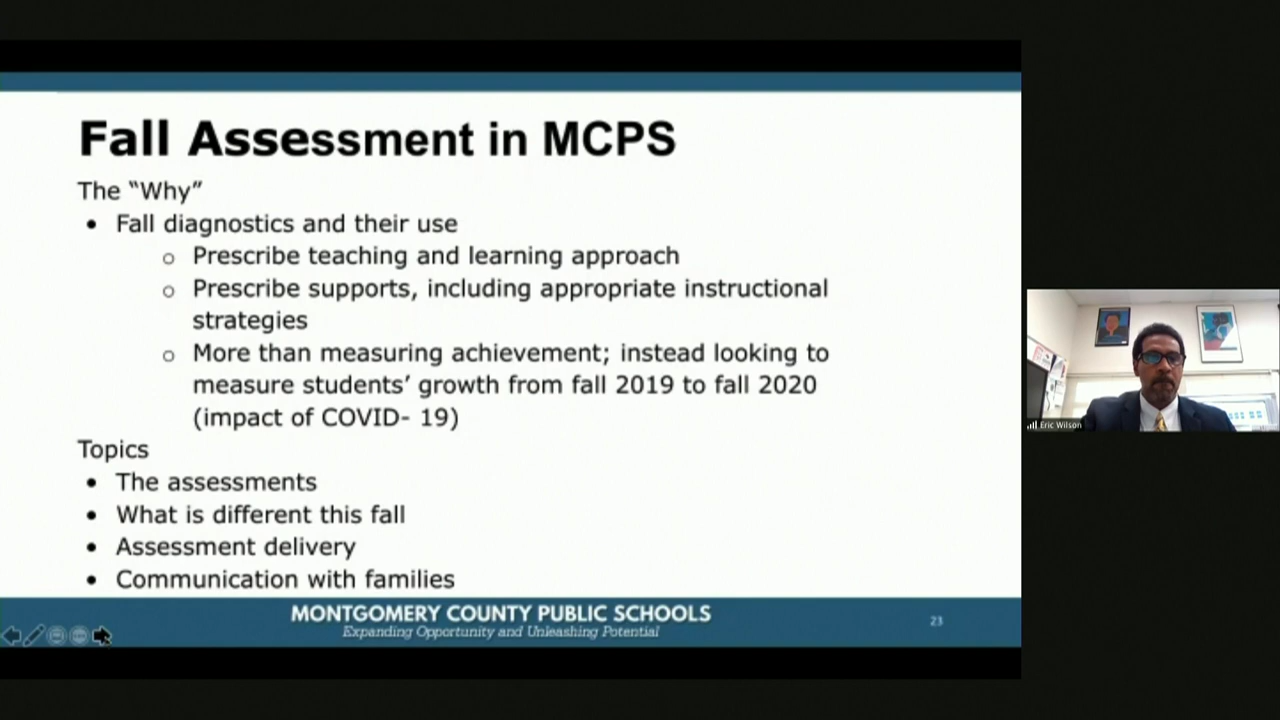 Fall Assessment in MCPS
The “Why”
• Fall diagnostics and their use
o Prescribe teaching and learning approach
o Prescribe supports, including appropriate instructional
strategies
o More than measuring achievement; instead looking to
measure students’ growth from fall 2019 to fall 2020
(impact of COVID- 19)
Topics
• The assessments
• What is different this fall
• Assessment delivery
• Communication with families
MONTGOMERY COUNTY PUBLIC SCHOOLS
Expanding Opportunity and Unleashing Potential
23
Eric Wilson